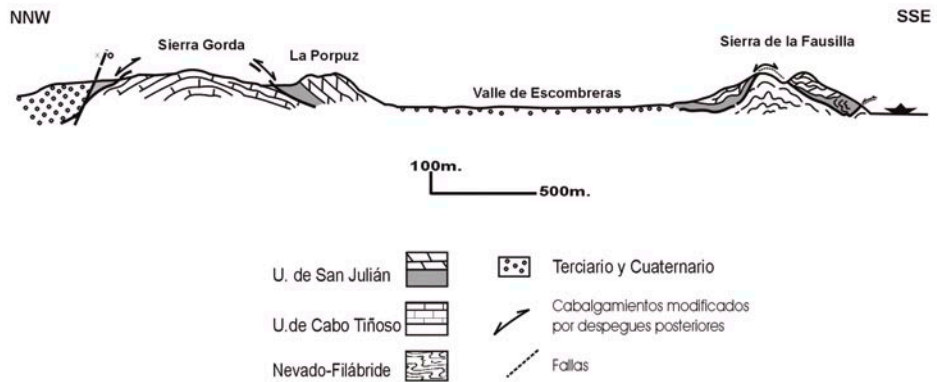 NNW
SSE
Sierra Gorda
La Porpuz
Sierra de la Fausilla
Valle de Escombreras
100m.
500m.
U. de San Julián
Terciario y Cuaternario
U.de Cabo Tiñoso
Cabalgamientos modificados
por despegues posteriores
Nevado-Filábride
Fallas